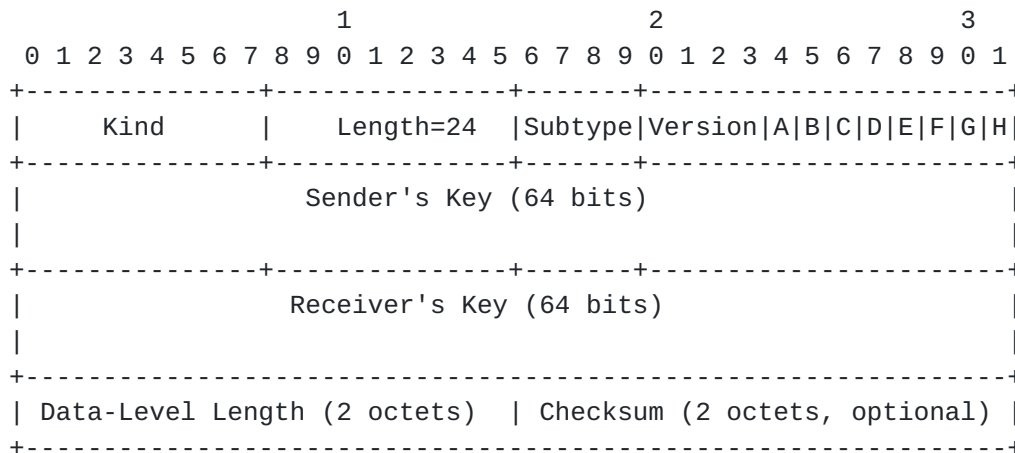 1                   2                   3
 0 1 2 3 4 5 6 7 8 9 0 1 2 3 4 5 6 7 8 9 0 1 2 3 4 5 6 7 8 9 0 1
+---------------+---------------+-------+-----------------------+
|     Kind      |    Length=24  |Subtype|Version|A|B|C|D|E|F|G|H|
+---------------+---------------+-------+-----------------------+
|                  Sender's Key (64 bits)                       |
|                                                               |
+---------------+---------------+-------+-----------------------+
|                 Receiver's Key (64 bits)                      |
|                                                               |
+---------------------------------------------------------------+
| Data-Level Length (2 octets)  | Checksum (2 octets, optional) |
+---------------------------------------------------------------+